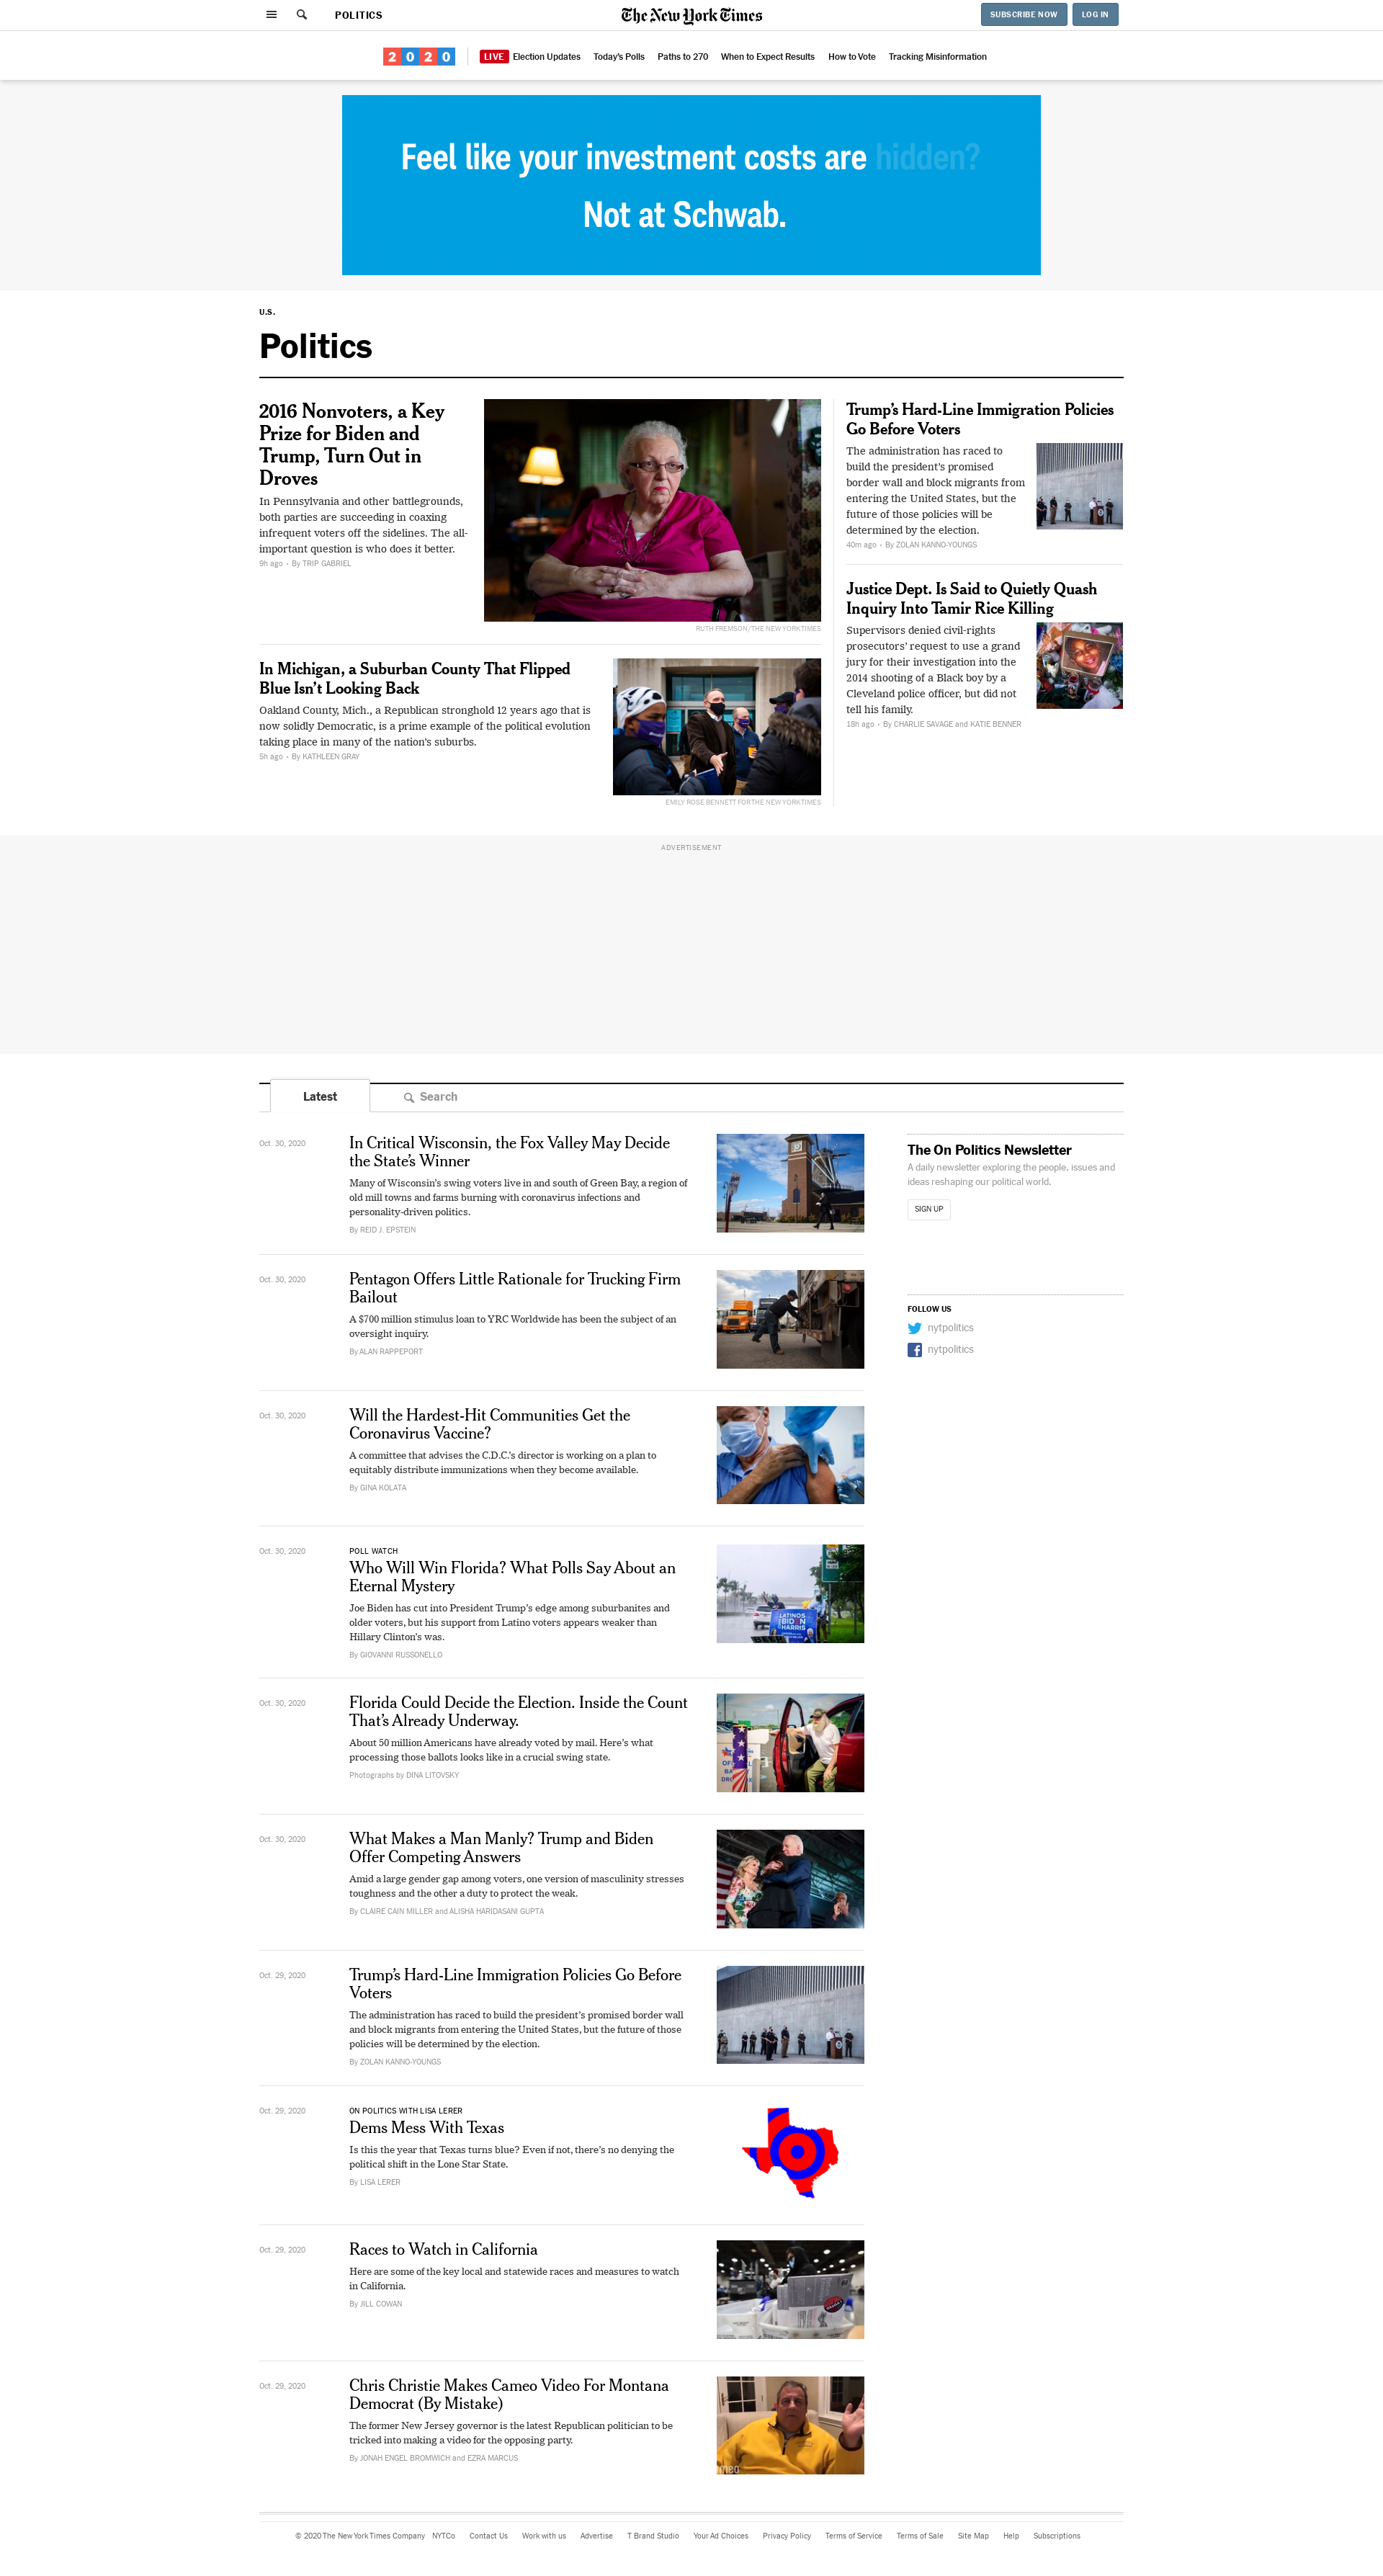 POLITICS
The New York Times
SUBSCRIBE NOW
LOG IN
2020
LIVE Election Updates
Today's Polls
Paths to 270
When to Expect Results
How to Vote
Tracking Misinformation
Feel like your investment costs are hidden?
Not at Schwab.
U.S.
Politics
2016 Nonvoters, a Key
Prize for Biden and
Trump, Turn Out in
Droves
In Pennsylvania and other battlegrounds,
both parties are succeeding in coaxing
infrequent voters off the sidelines. The all-
important question is who does it better.
9h ago • By TRIP GABRIEL
RUTH FREMSON/THE NEW YORK TIMES
In Michigan, a Suburban County That Flipped
Blue Isn't Looking Back
Oakland County, Mich., a Republican stronghold 12 years ago that is
now solidly Democratic, is a prime example of the political evolution
taking place in many of the nation's suburbs.
5h ago • By KATHLEEN GRAY
EMILY ROSE BENNETT FOR THE NEW YORK TIMES
Trump's Hard-Line Immigration Policies
Go Before Voters
The administration has raced to
build the president's promised
border wall and block migrants from
entering the United States, but the
future of those policies will be
determined by the election.
40m ago • By ZOLAN KANNO-YOUNGS
Justice Dept. Is Said to Quietly Quash
Inquiry Into Tamir Rice Killing
Supervisors denied civil-rights
prosecutors' request to use a grand
jury for their investigation into the
2014 shooting of a Black boy by a
Cleveland police officer, but did not
tell his family.
18h ago • By CHARLIE SAVAGE and KATIE BENNER
ADVERTISEMENT
Latest
Search
Oct. 30, 2020
In Critical Wisconsin, the Fox Valley May Decide
the State's Winner
Many of Wisconsin's swing voters live in and south of Green Bay, a region of
old mill towns and farms burning with coronavirus infections and
personality-driven politics.
By REID J. EPSTEIN
The On Politics Newsletter
A daily newsletter exploring the people, issues and
ideas reshaping our political world.
SIGN UP
FOLLOW US
nytpolitics
nytpolitics
Oct. 30, 2020
Pentagon Offers Little Rationale for Trucking Firm
Bailout
A $700 million stimulus loan to YRC Worldwide has been the subject of an
oversight inquiry.
By ALAN RAPPEPORT
Oct. 30, 2020
Will the Hardest-Hit Communities Get the
Coronavirus Vaccine?
A committee that advises the C.D.C.'s director is working on a plan to
equitably distribute immunizations when they become available.
By GINA KOLATA
Oct. 30, 2020
POLL WATCH
Who Will Win Florida? What Polls Say About an
Eternal Mystery
Joe Biden has cut into President Trump's edge among suburbanites and
older voters, but his support from Latino voters appears weaker than
Hillary Clinton's was.
By GIOVANNI RUSSONELLO
LATINOS
BIDEN
HARRIS
Oct. 30, 2020
Florida Could Decide the Election. Inside the Count
That's Already Underway.
About 50 million Americans have already voted by mail. Here's what
processing those ballots looks like in a crucial swing state.
Photographs by DINA LITOVSKY
Oct. 30, 2020
What Makes a Man Manly? Trump and Biden
Offer Competing Answers
Amid a large gender gap among voters, one version of masculinity stresses
toughness and the other a duty to protect the weak.
By CLAIRE CAIN MILLER and ALISHA HARIDASANI GUPTA
Oct. 29, 2020
Trump's Hard-Line Immigration Policies Go Before
Voters
The administration has raced to build the president's promised border wall
and block migrants from entering the United States, but the future of those
policies will be determined by the election.
By ZOLAN KANNO-YOUNGS
Oct. 29, 2020
ON POLITICS WITH LISA LERER
Dems Mess With Texas
Is this the year that Texas turns blue? Even if not, there's no denying the
political shift in the Lone Star State.
By LISA LERER
Oct. 29, 2020
Races to Watch in California
Here are some of the key local and statewide races and measures to watch
in California.
By JILL COWAN
Oct. 29, 2020
Chris Christie Makes Cameo Video For Montana
Democrat (By Mistake)
The former New Jersey governor is the latest Republican politician to be
tricked into making a video for the opposing party.
By JONAH ENGEL BROMWICH and EZRA MARCUS
© 2020 The New York Times Company
NYTCo
Contact Us
Work with us
Advertise
T Brand Studio
Your Ad Choices
Privacy Policy
Terms of Service
Terms of Sale
Site Map
Help
Subscriptions